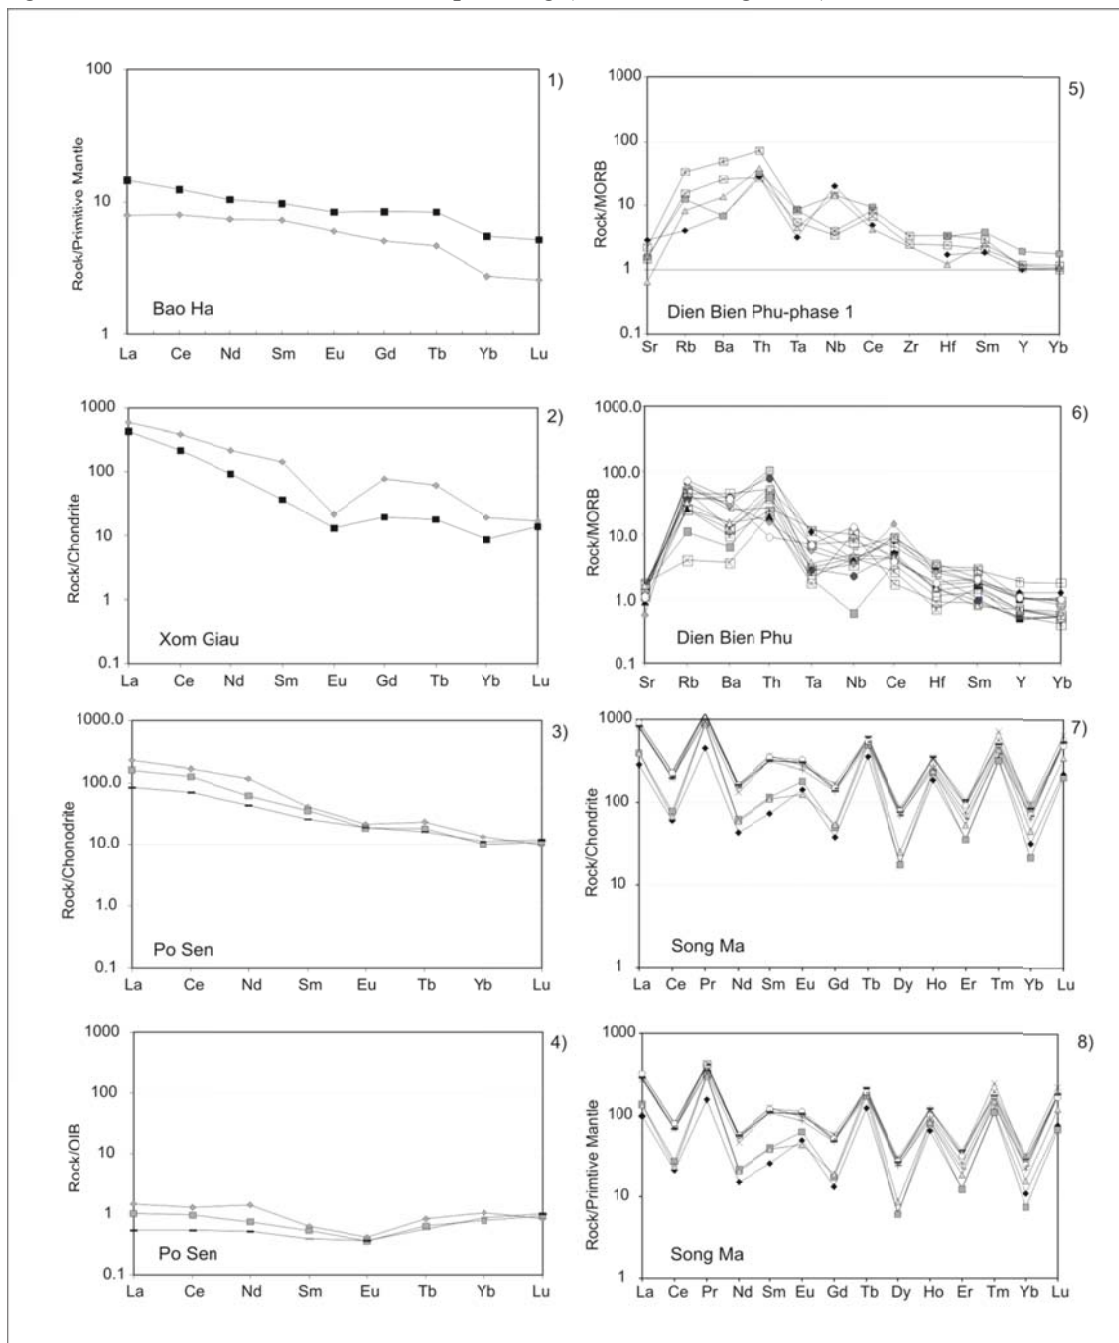 1)
100
10
1
Rock/Primitive Mantle
Bao Ha
La Ce Nd Sm Eu Gd Tb Yb Lu
2)
1000
100
10
1
0.1
Rock/Chondrite
Xom Giau
La Ce Nd Sm Eu Gd Tb Yb Lu
3)
1000.0
100.0
10.0
1.0
0.1
Rock/Chonodrite
Po Sen
La Ce Nd Sm Eu Tb Yb Lu
4)
1000
100
10
1
0.1
Rock/OIB
Po Sen
La Ce Nd Sm Eu Tb Yb Lu
5)
1000
100
10
1
0.1
Rock/MORB
Dien Bien Phu-phase 1
Sr Rb Ba Th Ta Nb Ce Zr Hf Sm Y Yb
6)
1000.0
100.0
10.0
1.0
0.1
Rock/MORB
Dien Bien Phu
Sr Rb Ba Th Ta Nb Ce Hf Sm Y Yb
7)
1000
100
10
1
Rock/Chondrite
Song Ma
La Ce Pr Nd Sm Eu Gd Tb Dy Ho Er Tm Yb Lu
8)
1000
100
10
1
Rock/Primtive Mantle
Song Ma
La Ce Pr Nd Sm Eu Gd Tb Dy Ho Er Tm Yb Lu